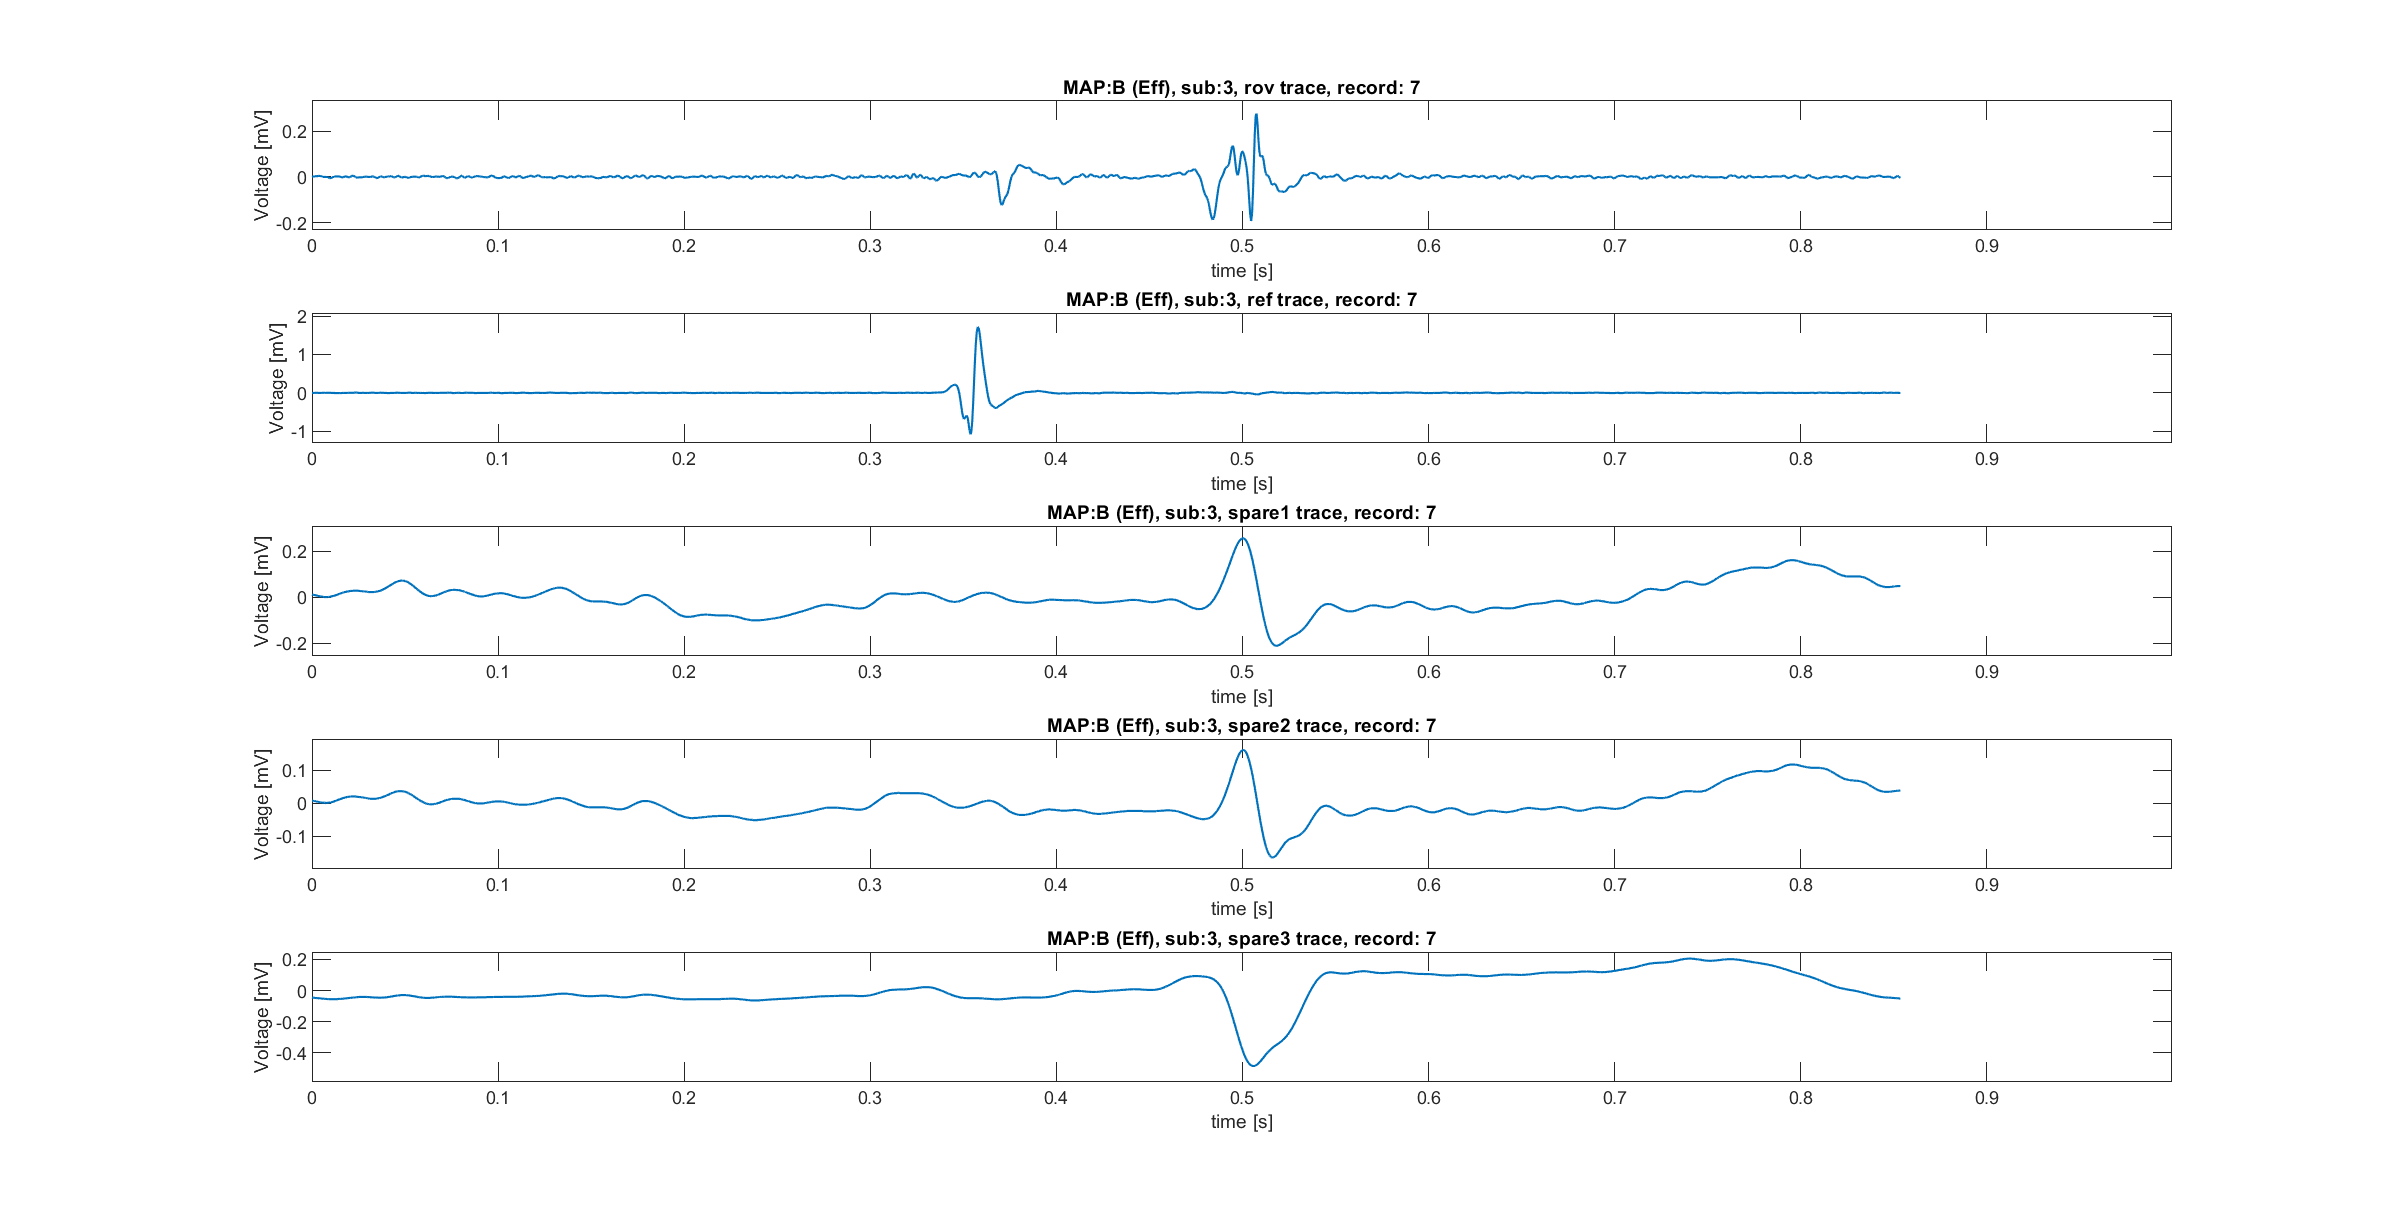 MAP:B (Eff), sub:3, rov trace, record: 7
Voltage [mV]
0.2
0
-0.2
0 0.1 0.2 0.3 0.4 0.5 0.6 0.7 0.8 0.9
time [s]
MAP:B (Eff), sub:3, ref trace, record: 7
Voltage [mV]
2
1
0
-1
0 0.1 0.2 0.3 0.4 0.5 0.6 0.7 0.8 0.9
time [s]
MAP:B (Eff), sub:3, spare1 trace, record: 7
Voltage [mV]
0.2
0
-0.2
0 0.1 0.2 0.3 0.4 0.5 0.6 0.7 0.8 0.9
time [s]
MAP:B (Eff), sub:3, spare2 trace, record: 7
Voltage [mV]
0.1
0
-0.1
0 0.1 0.2 0.3 0.4 0.5 0.6 0.7 0.8 0.9
time [s]
MAP:B (Eff), sub:3, spare3 trace, record: 7
Voltage [mV]
0.2
0
-0.2
-0.4
0 0.1 0.2 0.3 0.4 0.5 0.6 0.7 0.8 0.9
time [s]